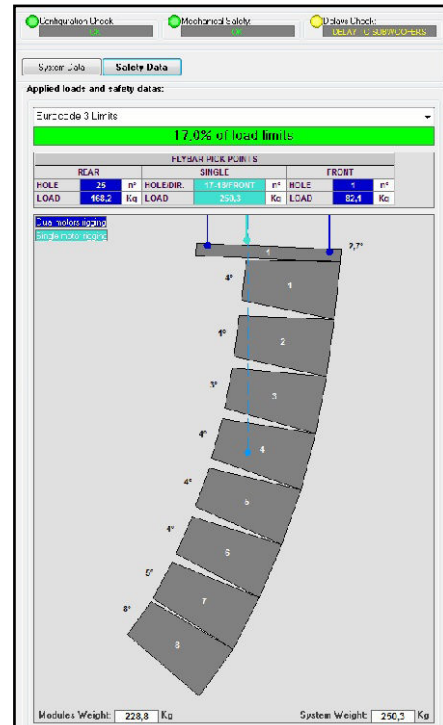 Configuration Check:
OK
Mechanical Safety:
OK
Delays Check:
DELAY TO SUBWOOFERS
System Data
Safety Data
Applied loads and safety datas:
Eurocode 3 Limits
17,0% of load limits
FLYBAR PICK POINTS
REAR SINGLE FRONT
HOLE 25 n° HOLE/DIR. 17-18/FRONT HOLE 1 n°
LOAD 168,2 Kg LOAD 250,3 Kg LOAD 82,1 Kg
Dual motors rigging
Single motor rigging
1
2,7°
4°
1
2
3°
3
4°
4
4°
5
4°
6
5°
7
8°
8
Modules Weight: 228,8 Kg System Weight: 250,3 Kg